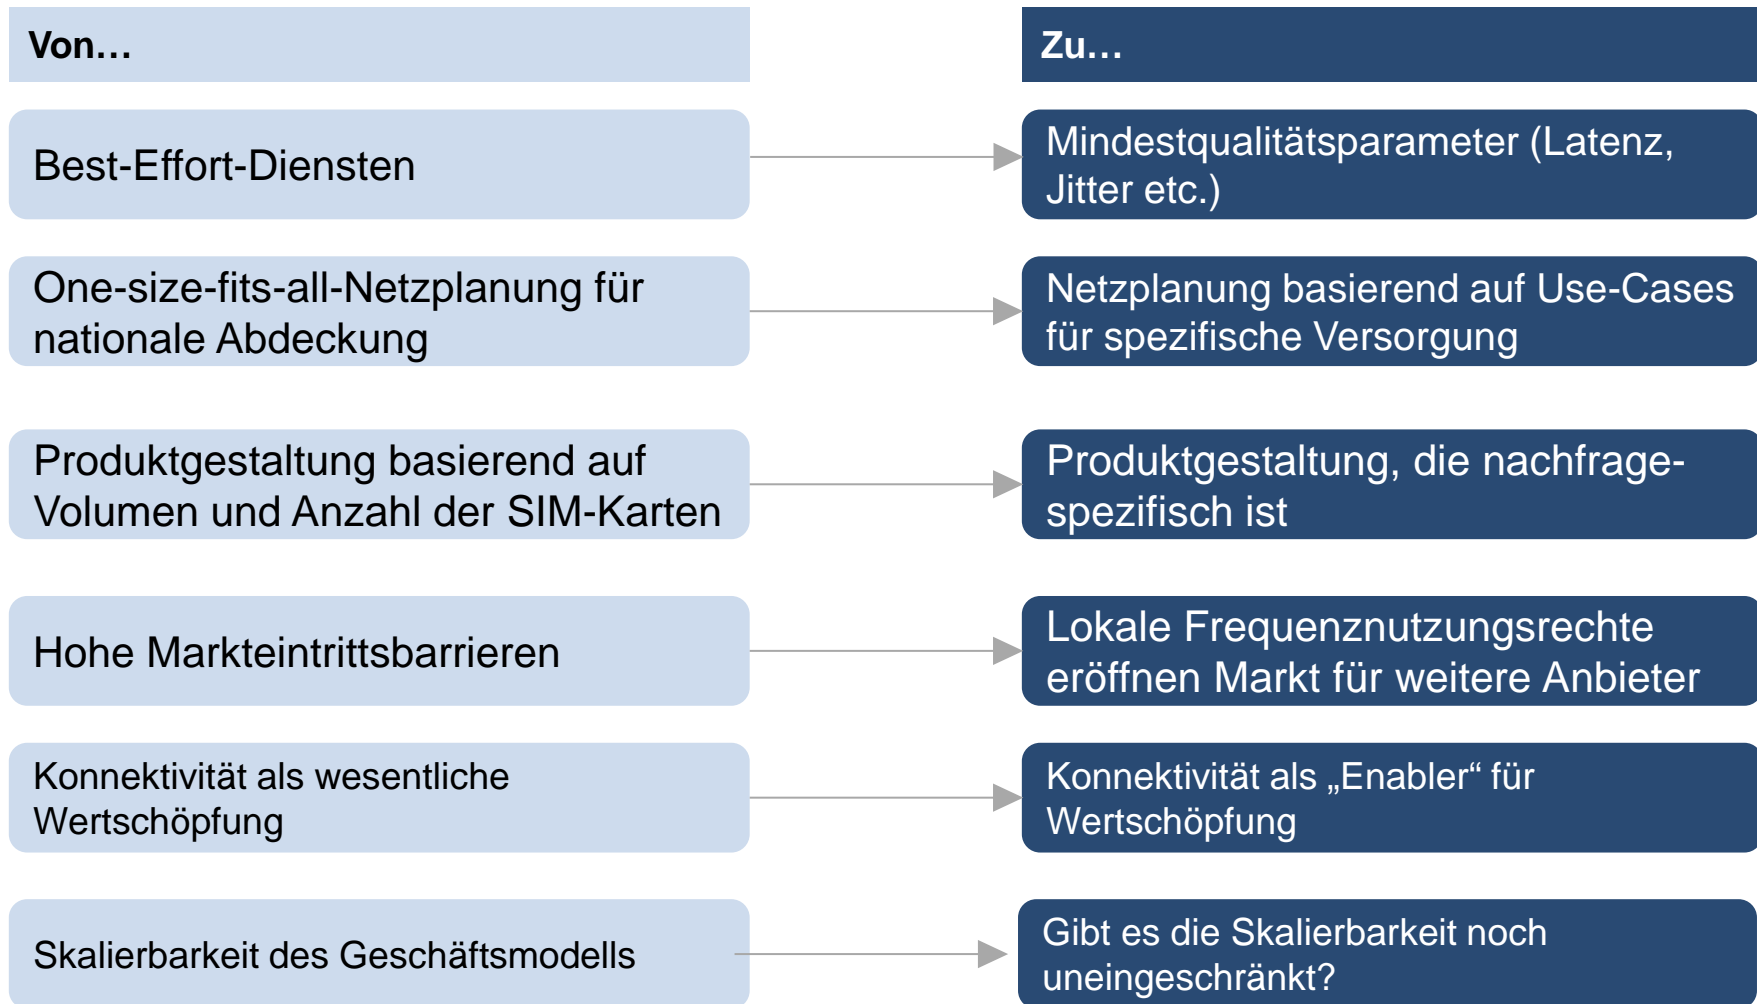 Von…
Zu…
Best-Effort-Diensten
Mindestqualitätsparameter (Latenz,
Jitter etc.)
One-size-fits-all-Netzplanung für
nationale Abdeckung
Netzplanung basierend auf Use-Cases
für spezifische Versorgung
Produktgestaltung basierend auf
Volumen und Anzahl der SIM-Karten
Produktgestaltung, die nachfrage-
spezifisch ist
Hohe Markteintrittsbarrieren
Lokale Frequenznutzungsrechte
eröffnen Markt für weitere Anbieter
Konnektivität als wesentliche
Wertschöpfung
Konnektivität als „Enabler“ für
Wertschöpfung
Skalierbarkeit des Geschäftsmodells
Gibt es die Skalierbarkeit noch
uneingeschränkt?